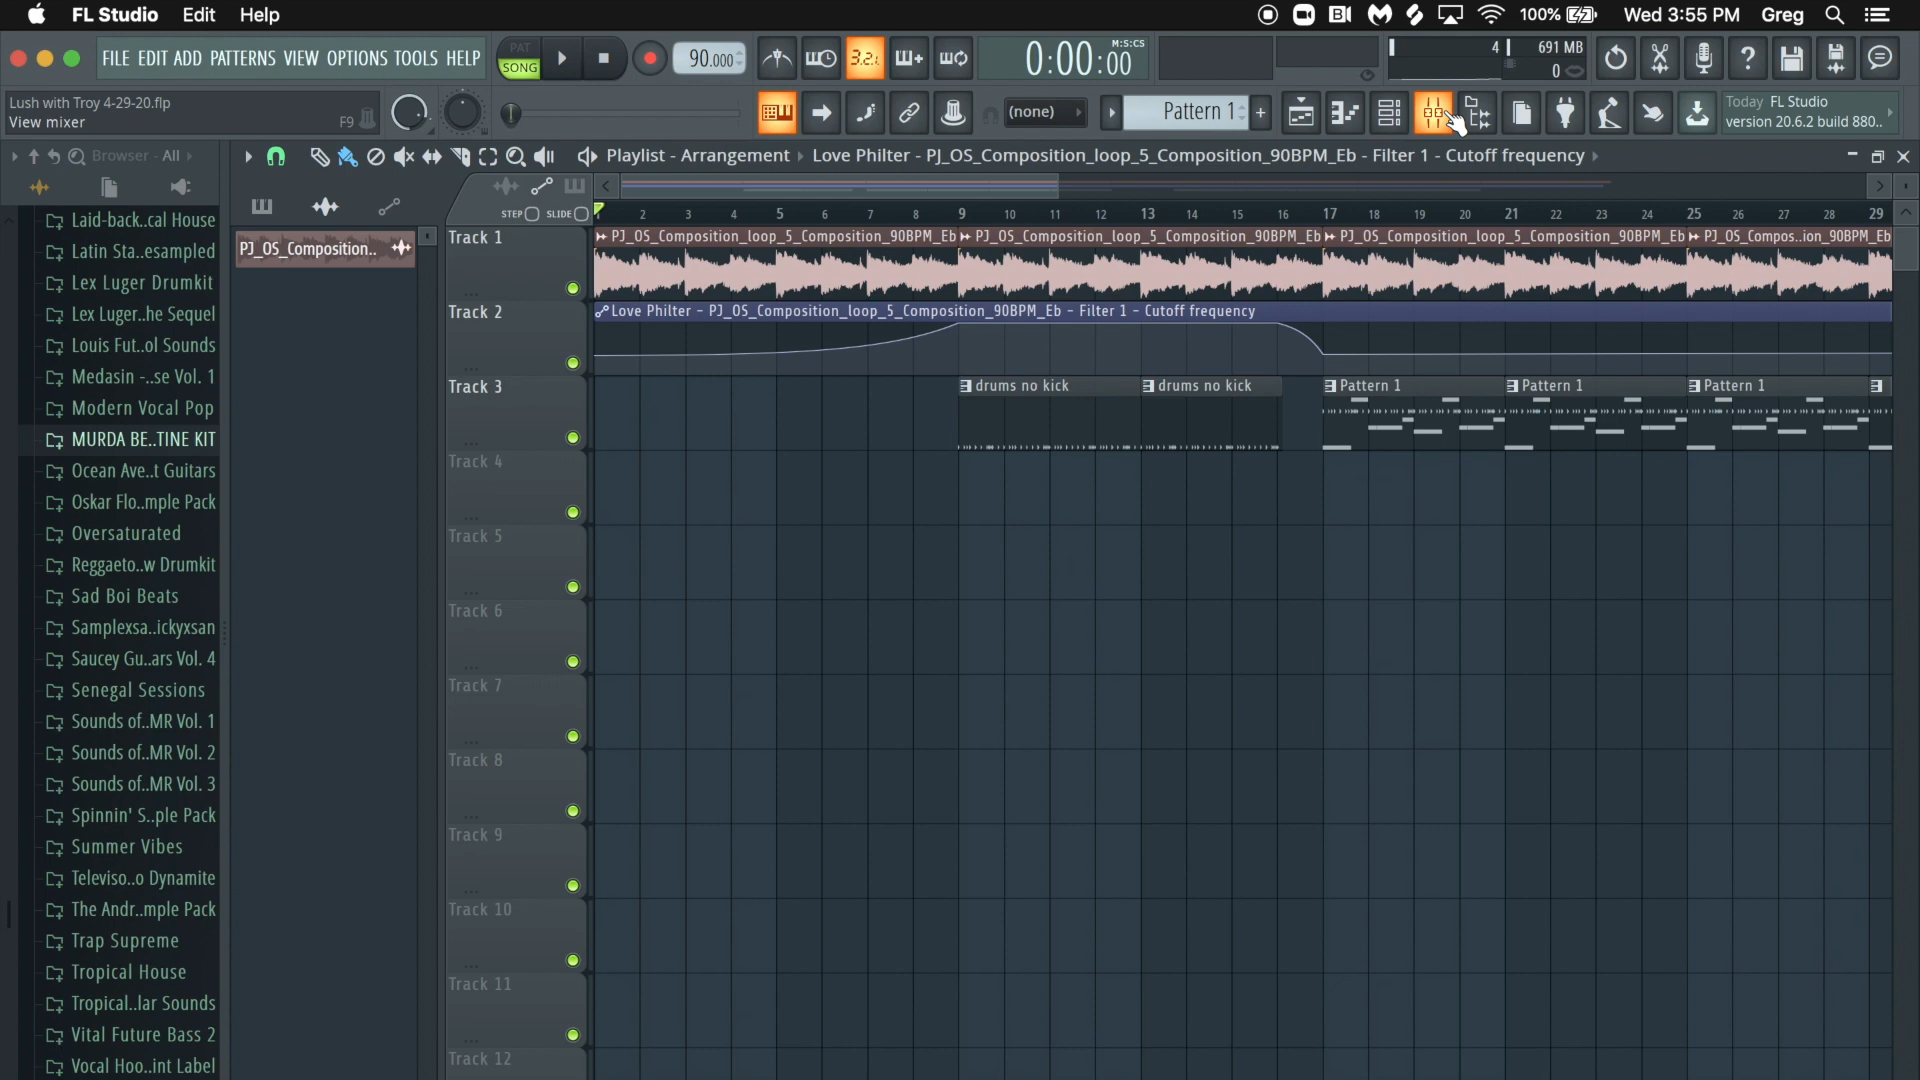 FL Studio Edit Help
100% Wed 3:55 PM Greg
FILE EDIT ADD PATTERNS VIEW OPTIONS TOOLS HELP
PAT
SONG
90.000
3.2.
0:00:00
M:S:CS
4
691 MB
0
Lush with Troy 4-29-20.flp
View mixer
F9
(none)
Pattern 1
+
Today FL Studio
version 20.6.2 build 880..
Browser - All
Playlist - Arrangement Love Philter - PJ_OS_Composition_loop_5_Composition_90BPM_Eb - Filter 1 - Cutoff frequency
STEP SLIDE
2 3 4 5 6 7 8 9 10 11 12 13 14 15 16 17 18 19 20 21 22 23 24 25 26 27 28 29
Laid-back..cal House
Latin Sta..esampled
Lex Luger Drumkit
Lex Luger..he Sequel
Louis Fut..ol Sounds
Medasin -..se Vol. 1
Modern Vocal Pop
MURDA BE..TINE KIT
Ocean Ave..t Guitars
Oskar Flo..mple Pack
Oversaturated
Reggaeto..w Drumkit
Sad Boi Beats
Samplexsa..ickyxsan
Saucey Gu..ars Vol. 4
Senegal Sessions
Sounds of..MR Vol. 1
Sounds of..MR Vol. 2
Sounds of..MR Vol. 3
Spinnin' S..ple Pack
Summer Vibes
Televiso..o Dynamite
The Andr..mple Pack
Trap Supreme
Tropical House
Tropical..lar Sounds
Vital Future Bass 2
Vocal Hoo..int Label
PJ_OS_Composition..
Track 1
PJ_OS_Composition_loop_5_Composition_90BPM_Eb PJ_OS_Composition_loop_5_Composition_90BPM_Eb PJ_OS_Composition_loop_5_Composition_90BPM_Eb PJ_OS_Compos..ion_90BPM_Eb
Track 2
Love Philter - PJ_OS_Composition_loop_5_Composition_90BPM_Eb - Filter 1 - Cutoff frequency
Track 3
drums no kick drums no kick Pattern 1 Pattern 1 Pattern 1
Track 4
Track 5
Track 6
Track 7
Track 8
Track 9
Track 10
Track 11
Track 12